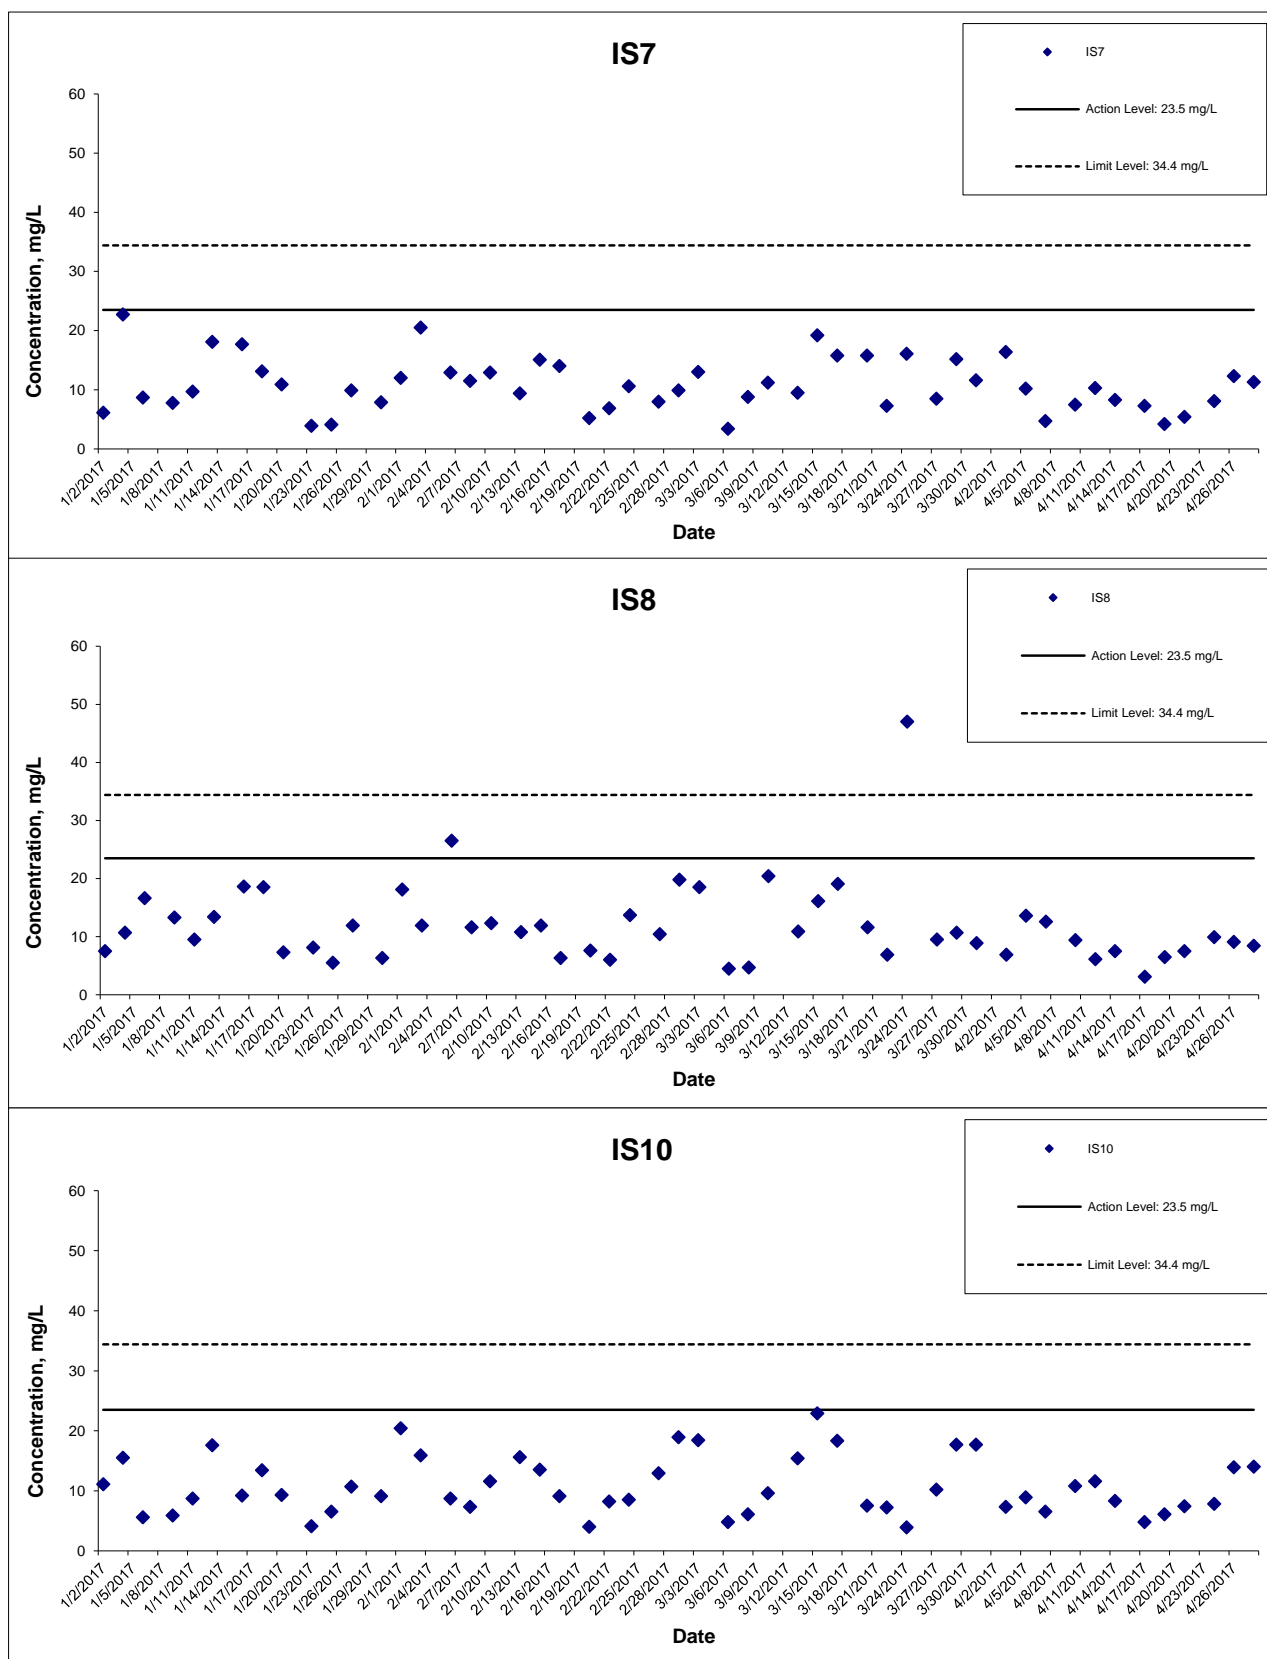 IS7
IS7
Action Level: 23.5 mg/L
Limit Level: 34.4 mg/L
Concentration, mg/L
60
50
40
30
20
10
0
1/2/2017 1/5/2017 1/8/2017 1/11/2017 1/14/2017 1/17/2017 1/20/2017 1/23/2017 1/26/2017 1/29/2017 2/1/2017 2/4/2017 2/7/2017 2/10/2017 2/13/2017 2/16/2017 2/19/2017 2/22/2017 2/25/2017 2/28/2017 3/3/2017 3/6/2017 3/9/2017 3/12/2017 3/15/2017 3/18/2017 3/21/2017 3/24/2017 3/27/2017 3/30/2017 4/2/2017 4/5/2017 4/8/2017 4/11/2017 4/14/2017 4/17/2017 4/20/2017 4/23/2017 4/26/2017
Date
IS8
IS8
Action Level: 23.5 mg/L
Limit Level: 34.4 mg/L
Concentration, mg/L
60
50
40
30
20
10
0
1/2/2017 1/5/2017 1/8/2017 1/11/2017 1/14/2017 1/17/2017 1/20/2017 1/23/2017 1/26/2017 1/29/2017 2/1/2017 2/4/2017 2/7/2017 2/10/2017 2/13/2017 2/16/2017 2/19/2017 2/22/2017 2/25/2017 2/28/2017 3/3/2017 3/6/2017 3/9/2017 3/12/2017 3/15/2017 3/18/2017 3/21/2017 3/24/2017 3/27/2017 3/30/2017 4/2/2017 4/5/2017 4/8/2017 4/11/2017 4/14/2017 4/17/2017 4/20/2017 4/23/2017 4/26/2017
Date
IS10
IS10
Action Level: 23.5 mg/L
Limit Level: 34.4 mg/L
Concentration, mg/L
60
50
40
30
20
10
0
1/2/2017 1/5/2017 1/8/2017 1/11/2017 1/14/2017 1/17/2017 1/20/2017 1/23/2017 1/26/2017 1/29/2017 2/1/2017 2/4/2017 2/7/2017 2/10/2017 2/13/2017 2/16/2017 2/19/2017 2/22/2017 2/25/2017 2/28/2017 3/3/2017 3/6/2017 3/9/2017 3/12/2017 3/15/2017 3/18/2017 3/21/2017 3/24/2017 3/27/2017 3/30/2017 4/2/2017 4/5/2017 4/8/2017 4/11/2017 4/14/2017 4/17/2017 4/20/2017 4/23/2017 4/26/2017
Date